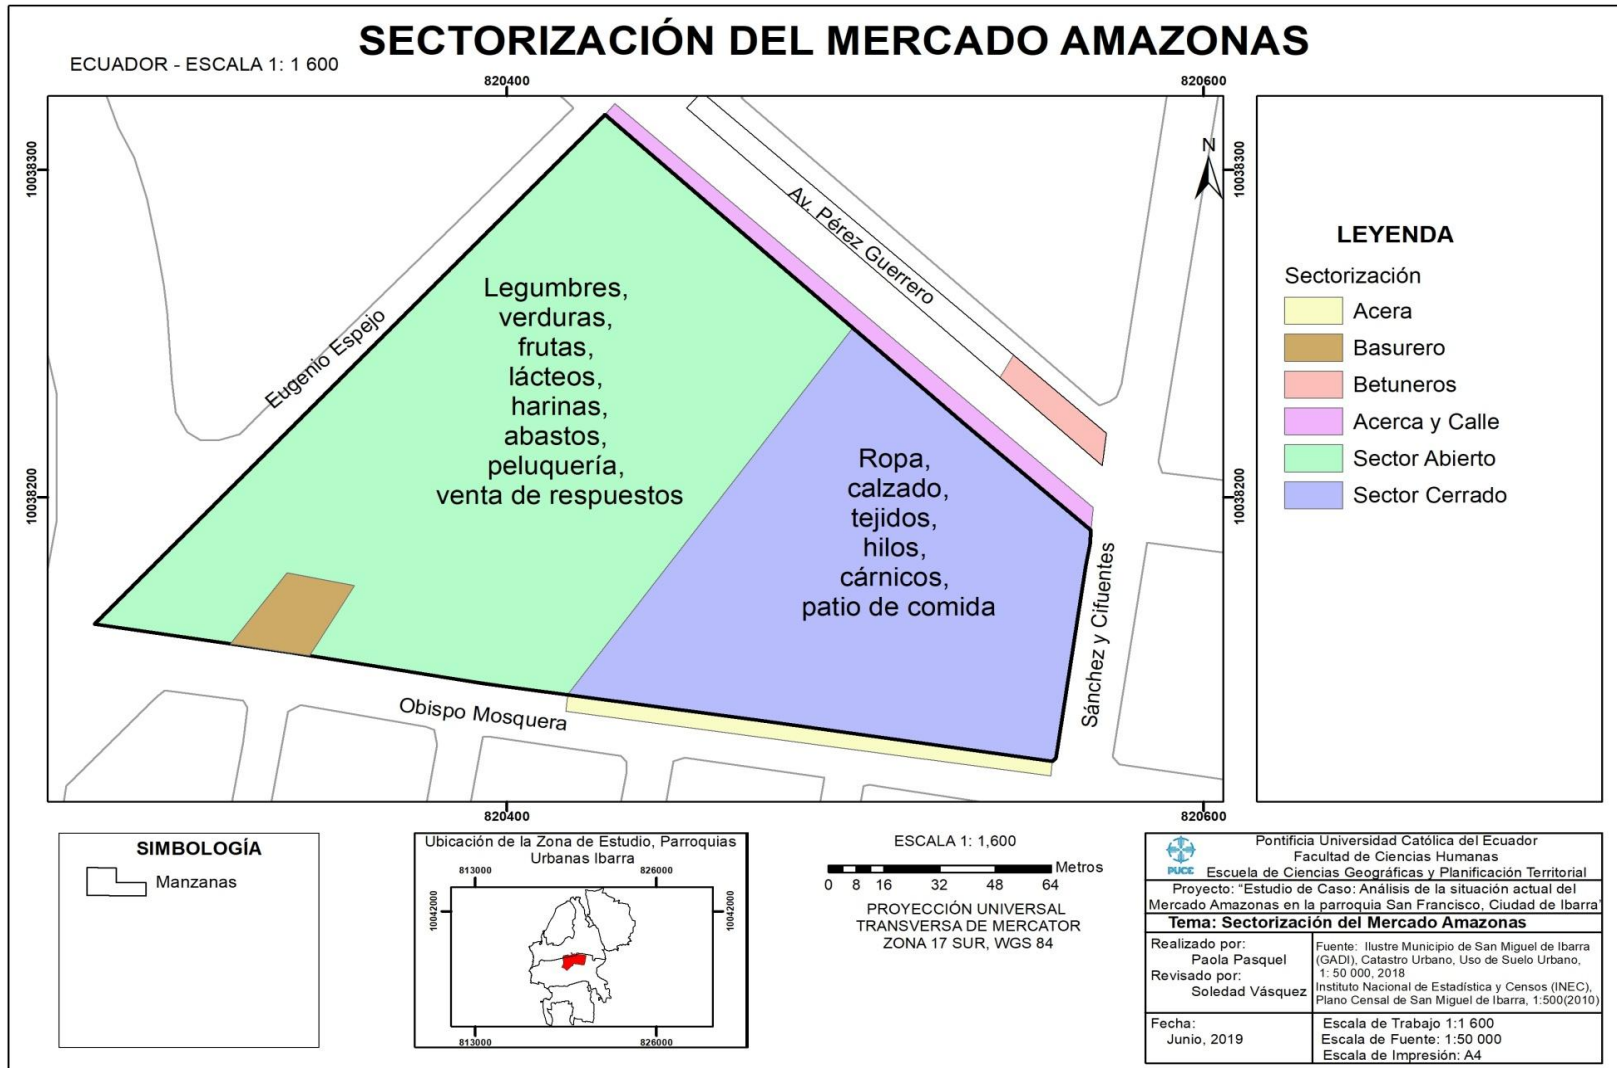 SECTORIZACIÓN DEL MERCADO AMAZONAS
ECUADOR - ESCALA 1: 1 600
820400
820600
10038300
10038300
10038200
10038200
820400
820600
N
Av. Pérez Guerrero
Eugenio Espejo
Obispo Mosquera
Sánchez y Cifuentes
Legumbres,
verduras,
frutas,
lácteos,
harinas,
abastos,
peluquería,
venta de respuestos
Ropa,
calzado,
tejidos,
hilos,
cárnicos,
patio de comida
LEYENDA
Sectorización
Acera
Basurero
Betuneros
Acerca y Calle
Sector Abierto
Sector Cerrado
SIMBOLOGÍA
Manzanas
Ubicación de la Zona de Estudio, Parroquias
Urbanas Ibarra
813000
826000
10042000
10042000
813000
826000
ESCALA 1: 1,600
Metros
0 8 16 32 48 64
PROYECCIÓN UNIVERSAL
TRANSVERSA DE MERCATOR
ZONA 17 SUR, WGS 84
PUCE
Pontificia Universidad Católica del Ecuador
Facultad de Ciencias Humanas
Escuela de Ciencias Geográficas y Planificación Territorial
Proyecto: "Estudio de Caso: Análisis de la situación actual del
Mercado Amazonas en la parroquia San Francisco, Ciudad de Ibarra"
Tema: Sectorización del Mercado Amazonas
Realizado por:
Paola Pasquel
Revisado por:
Soledad Vásquez
Fuente: Ilustre Municipio de San Miguel de Ibarra
(GADI), Catastro Urbano, Uso de Suelo Urbano,
1: 50 000, 2018
Instituto Nacional de Estadística y Censos (INEC),
Plano Censal de San Miguel de Ibarra, 1:500(2010)
Fecha:
Junio, 2019
Escala de Trabajo 1:1 600
Escala de Fuente: 1:50 000
Escala de Impresión: A4